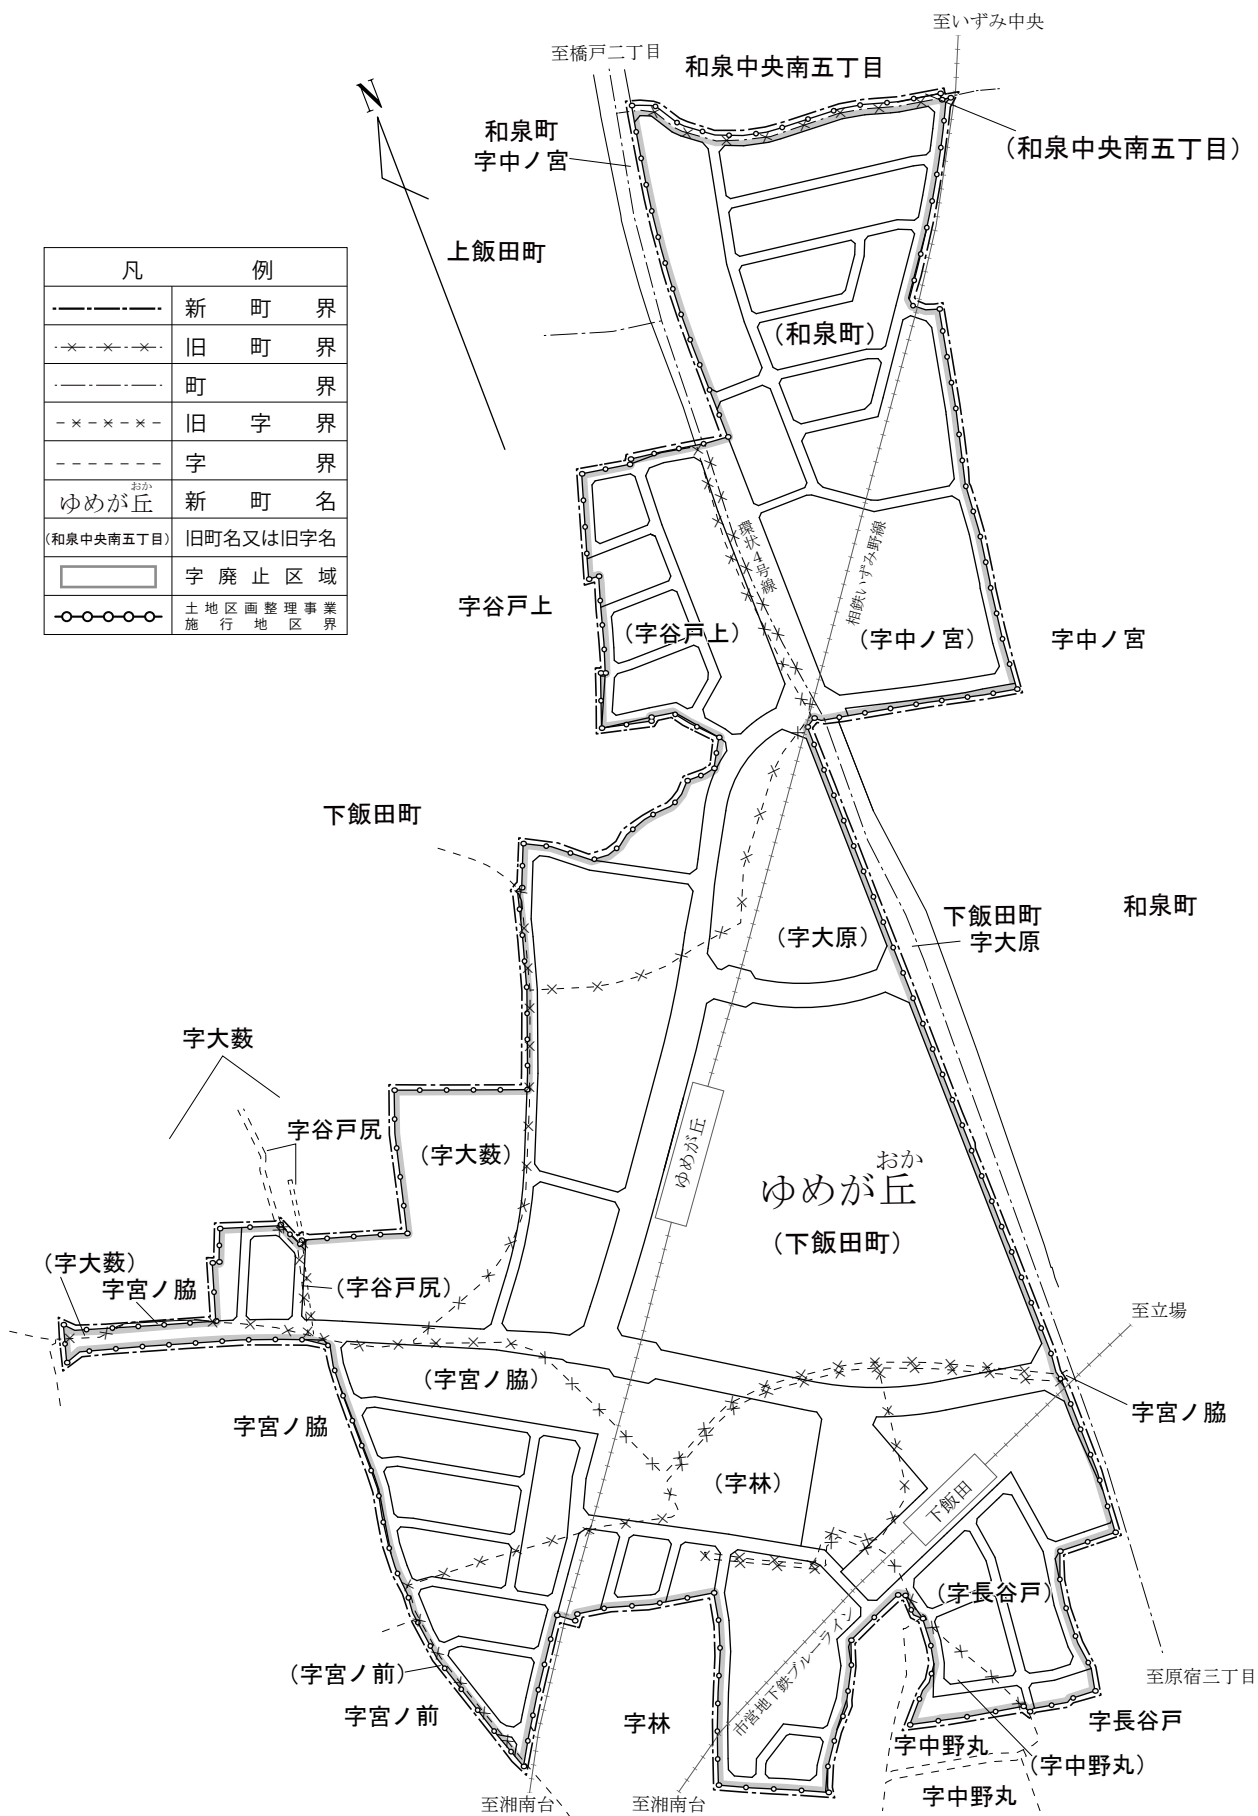 至いずみ中央
至橋戸二丁目
和泉中央南五丁目
N
和泉町
字中ノ宮
(和泉中央南五丁目)
上飯田町
凡 例
新町界
旧町界
町界
旧字界
字界
おか
ゆめが丘 新町名
(和泉中央南五丁目) 旧町名又は旧字名
字廃止区域
土地区画整理事業
施行地区界
(和泉町)
環状4号線
相鉄いずみ野線
字谷戸上
(字谷戸上)
(字中ノ宮)
字中ノ宮
下飯田町
(字大原)
下飯田町
字大原
和泉町
字大薮
字谷戸尻
(字大薮)
ゆめが丘
おか
ゆめが丘
(下飯田町)
(字大薮)
字宮ノ脇
(字谷戸尻)
至立場
(字宮ノ脇)
字宮ノ脇
字宮ノ脇
(字林)
下飯田
(字長谷戸)
市営地下鉄ブルーライン
(字宮ノ前)
字宮ノ前
字林
至原宿三丁目
字長谷戸
字中野丸
(字中野丸)
字中野丸
至湘南台
至湘南台